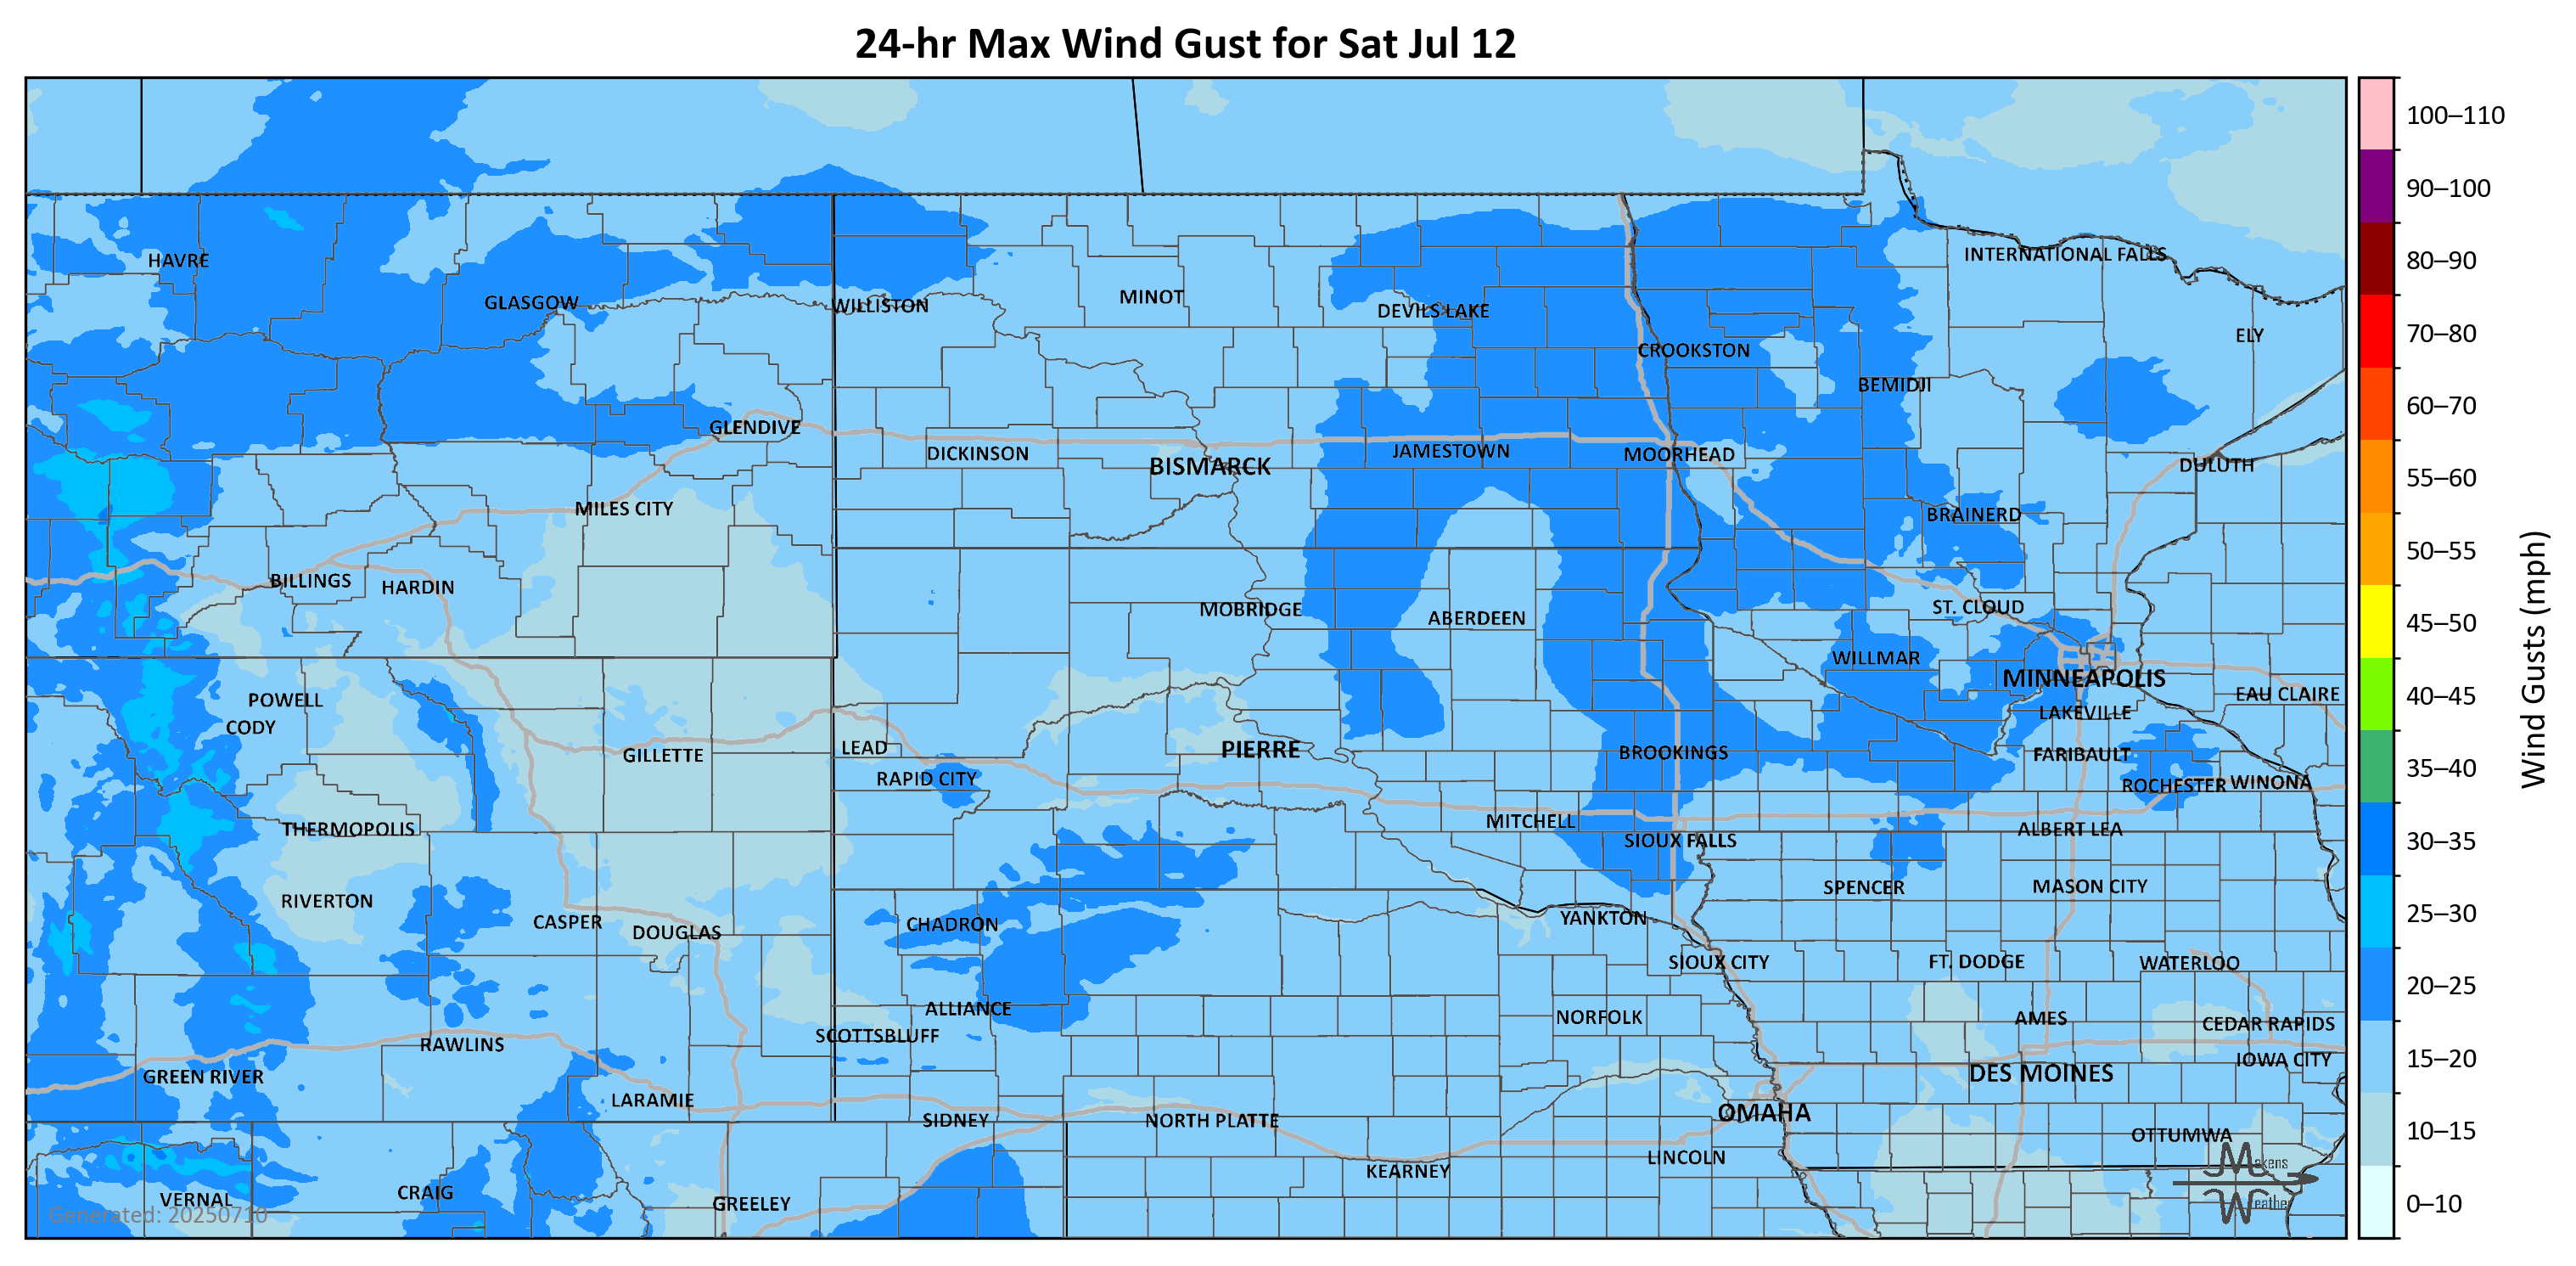 24-hr Max Wind Gust for Sat Jul 12
100–110
90–100
80–90
70–80
60–70
55–60
50–55
45–50
40–45
35–40
30–35
25–30
20–25
15–20
10–15
0–10
Wind Gusts (mph)
HAVRE
GLASGOW
WILLISTON
MINOT
DEVILS LAKE
INTERNATIONAL FALLS
ELY
CROOKSTON
BEMIDJI
GLENDIVE
DICKINSON
BISMARCK
JAMESTOWN
MOORHEAD
DULUTH
MILES CITY
BRAINERD
BILLINGS
HARDIN
MOBRIDGE
ABERDEEN
ST. CLOUD
WILLMAR
MINNEAPOLIS
POWELL
EAU CLAIRE
CODY
LAKEVILLE
GILLETTE
LEAD
PIERRE
BROOKINGS
FARIBAULT
RAPID CITY
ROCHESTER
WINONA
THERMOPOLIS
MITCHELL
SIOUX FALLS
ALBERT LEA
RIVERTON
SPENCER
MASON CITY
CASPER
DOUGLAS
CHADRON
YANKTON
SIOUX CITY
FT. DODGE
WATERLOO
ALLIANCE
NORFOLK
AMES
CEDAR RAPIDS
SCOTTSBLUFF
RAWLINS
IOWA CITY
GREEN RIVER
DES MOINES
LARAMIE
SIDNEY
NORTH PLATTE
OMAHA
OTTUMWA
LINCOLN
KEARNEY
VERNAL
CRAIG
GREELEY
Generated: 20250710
Makens
Weather